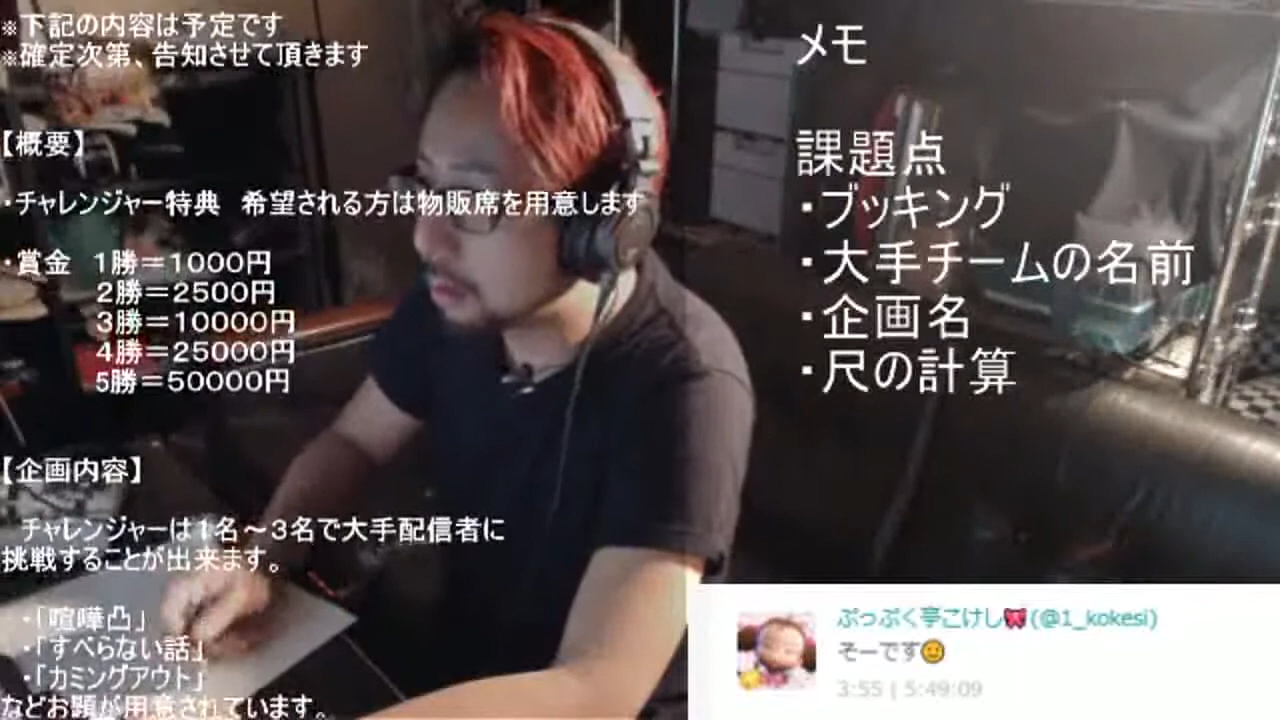 ※下記の内容は予定です
※確定次第、告知させて頂きます
【概要】
・チャレンジャー特典　希望される方は物販席を用意します
・賞金　1勝＝1000円
2勝＝2500円
3勝＝10000円
4勝＝25000円
5勝＝50000円
【企画内容】
チャレンジャーは1名～3名で大手配信者に
挑戦することが出来ます。
・「喧嘩凸」
・「すべらない話」
・「カミングアウト」
などお題が用意されています。
メモ
課題点
・ブッキング
・大手チームの名前
・企画名
・尺の計算
ぷっぷく亭こけし🎀(@1_kokesi)
そーです😊
3:55 | 5:49:09